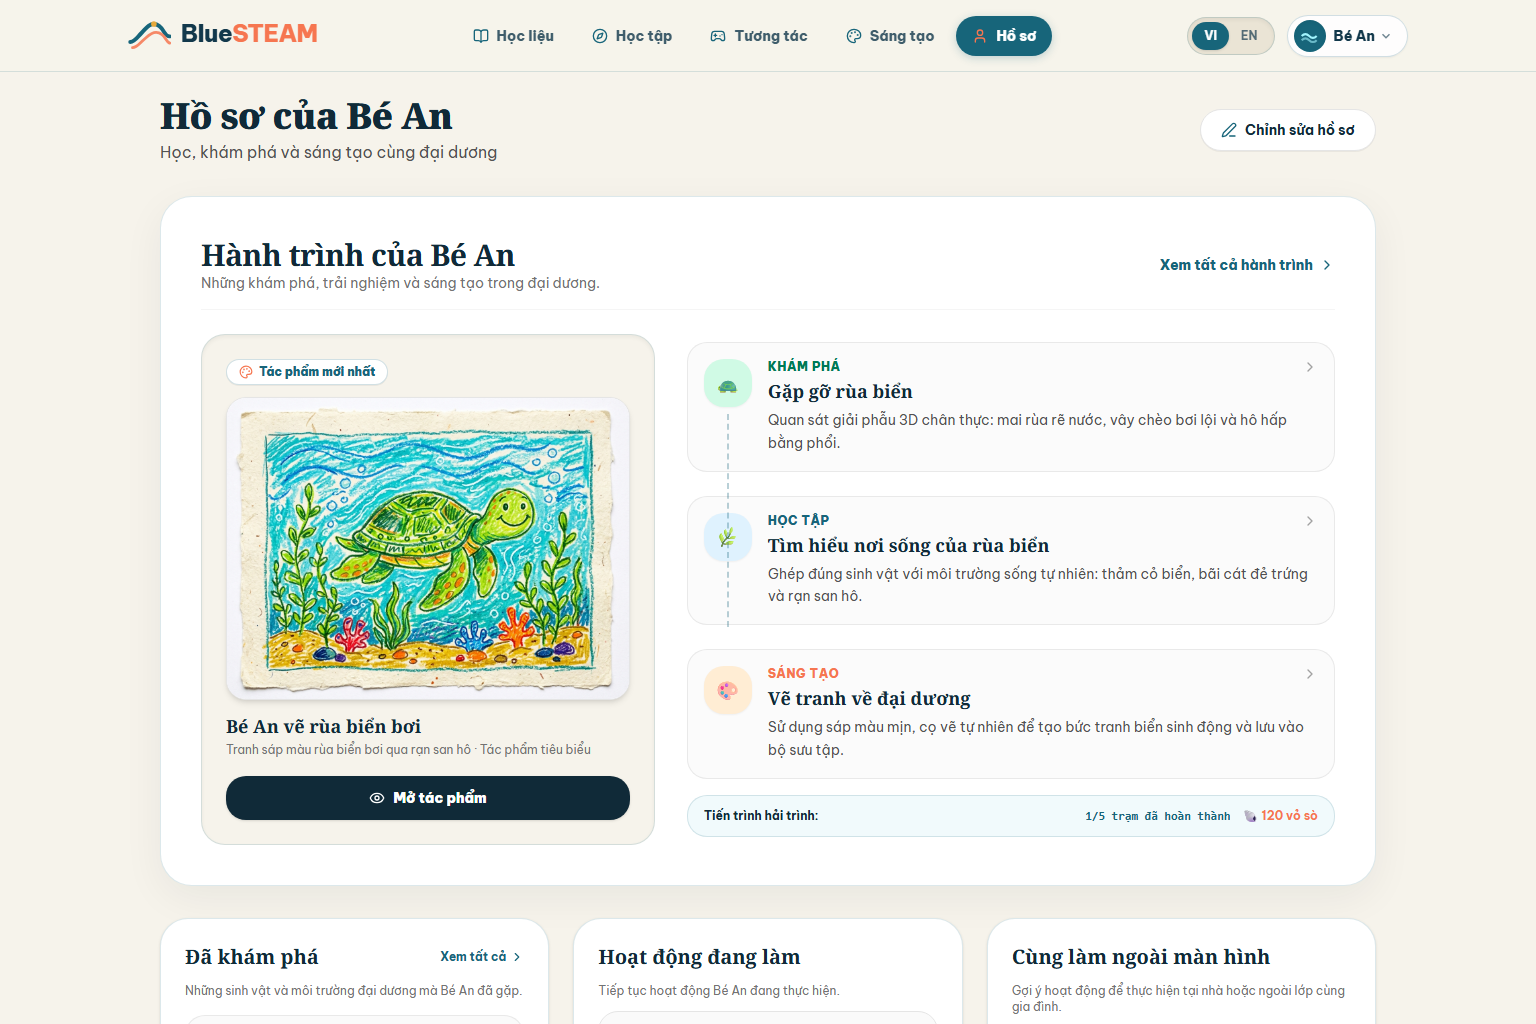 BlueSTEAM
Học liệu
Học tập
Tương tác
Sáng tạo
Hồ sơ
VI
EN
Bé An
Hồ sơ của Bé An
Học, khám phá và sáng tạo cùng đại dương
Chỉnh sửa hồ sơ
Hành trình của Bé An
Những khám phá, trải nghiệm và sáng tạo trong đại dương.
Xem tất cả hành trình
Tác phẩm mới nhất
Bé An vẽ rùa biển bơi
Tranh sáp màu rùa biển bơi qua rạn san hô · Tác phẩm tiêu biểu
Mở tác phẩm
KHÁM PHÁ
Gặp gỡ rùa biển
Quan sát giải phẫu 3D chân thực: mai rùa rẽ nước, vây chèo bơi lội và hô hấp
bằng phổi.
HỌC TẬP
Tìm hiểu nơi sống của rùa biển
Ghép đúng sinh vật với môi trường sống tự nhiên: thảm cỏ biển, bãi cát đẻ trứng
và rạn san hô.
SÁNG TẠO
Vẽ tranh về đại dương
Sử dụng sáp màu mịn, cọ vẽ tự nhiên để tạo bức tranh biển sinh động và lưu vào
bộ sưu tập.
Tiến trình hải trình:
1/5 trạm đã hoàn thành
120 vỏ sò
Đã khám phá
Xem tất cả
Những sinh vật và môi trường đại dương mà Bé An đã gặp.
Hoạt động đang làm
Tiếp tục hoạt động Bé An đang thực hiện.
Cùng làm ngoài màn hình
Gợi ý hoạt động để thực hiện tại nhà hoặc ngoài lớp cùng
gia đình.